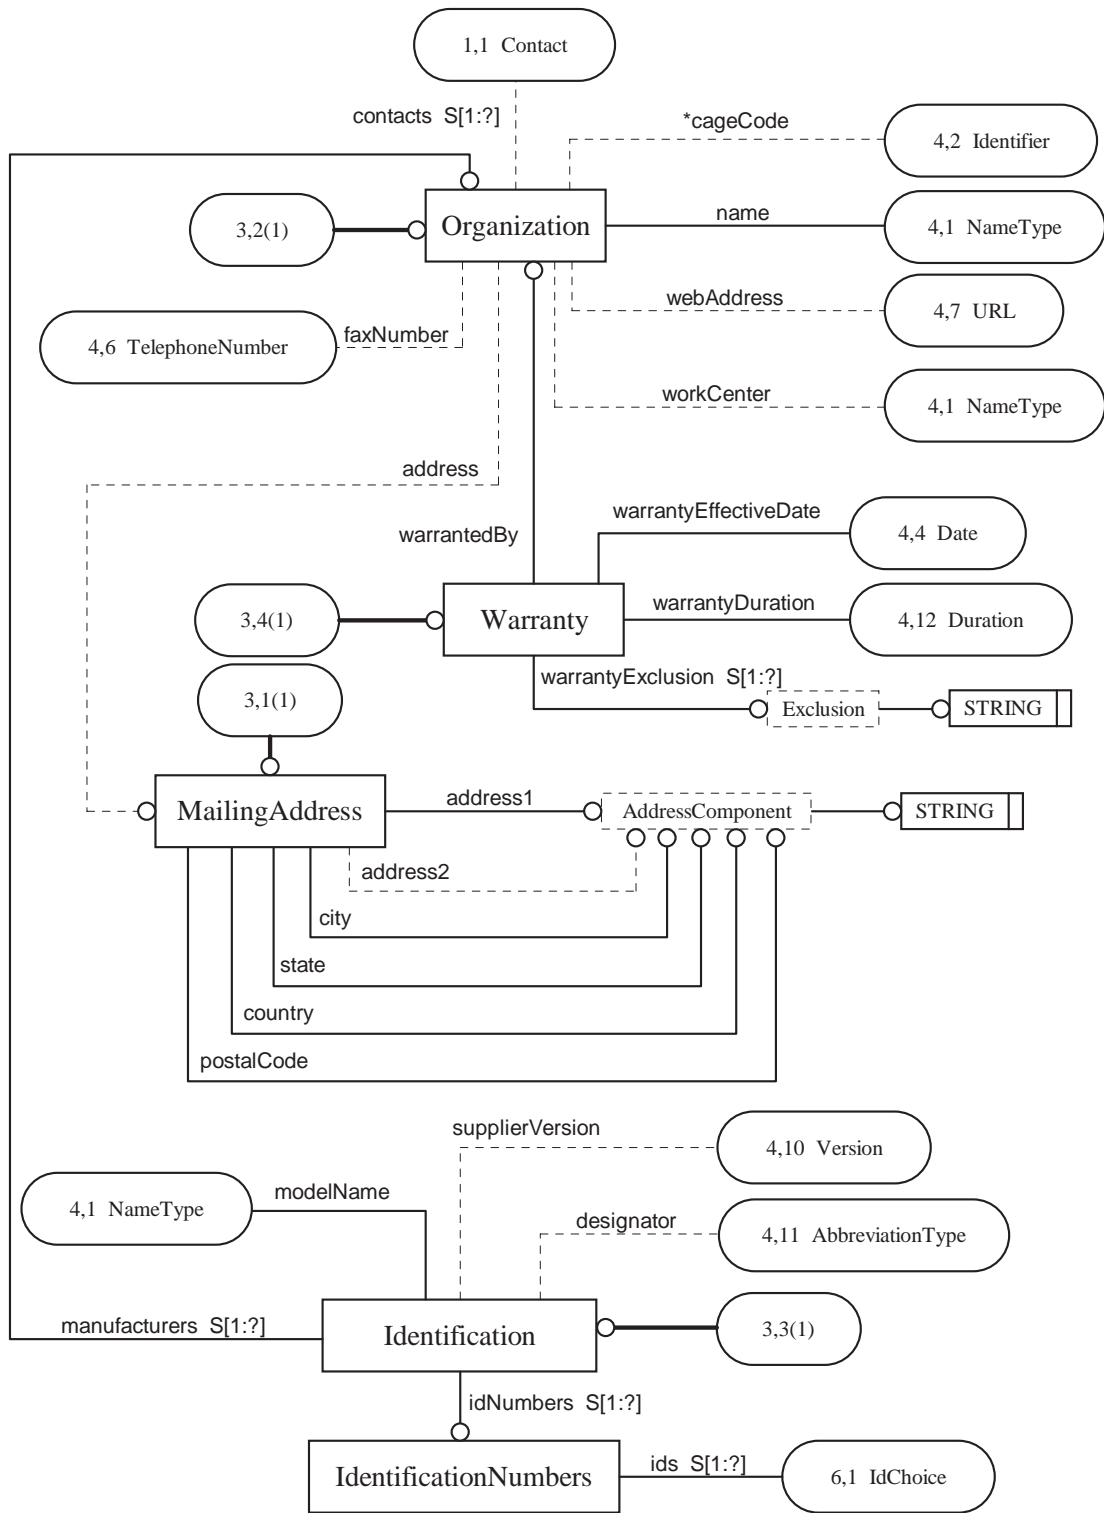 1,1 Contact
contacts S[1:?]
*cageCode
4,2 Identifier
3,2(1)
Organization
name
4,1 NameType
webAddress
4,7 URL
faxNumber
4,6 TelephoneNumber
workCenter
4,1 NameType
address
warrantyEffectiveDate
4,4 Date
warrantedBy
3,4(1)
Warranty
warrantyDuration
4,12 Duration
warrantyExclusion S[1:?]
3,1(1)
Exclusion
STRING
MailingAddress
address1
AddressComponent
STRING
address2
city
state
country
postalCode
supplierVersion
4,10 Version
4,1 NameType
modelName
designator
4,11 AbbreviationType
manufacturers S[1:?]
Identification
3,3(1)
idNumbers S[1:?]
IdentificationNumbers
ids S[1:?]
6,1 IdChoice